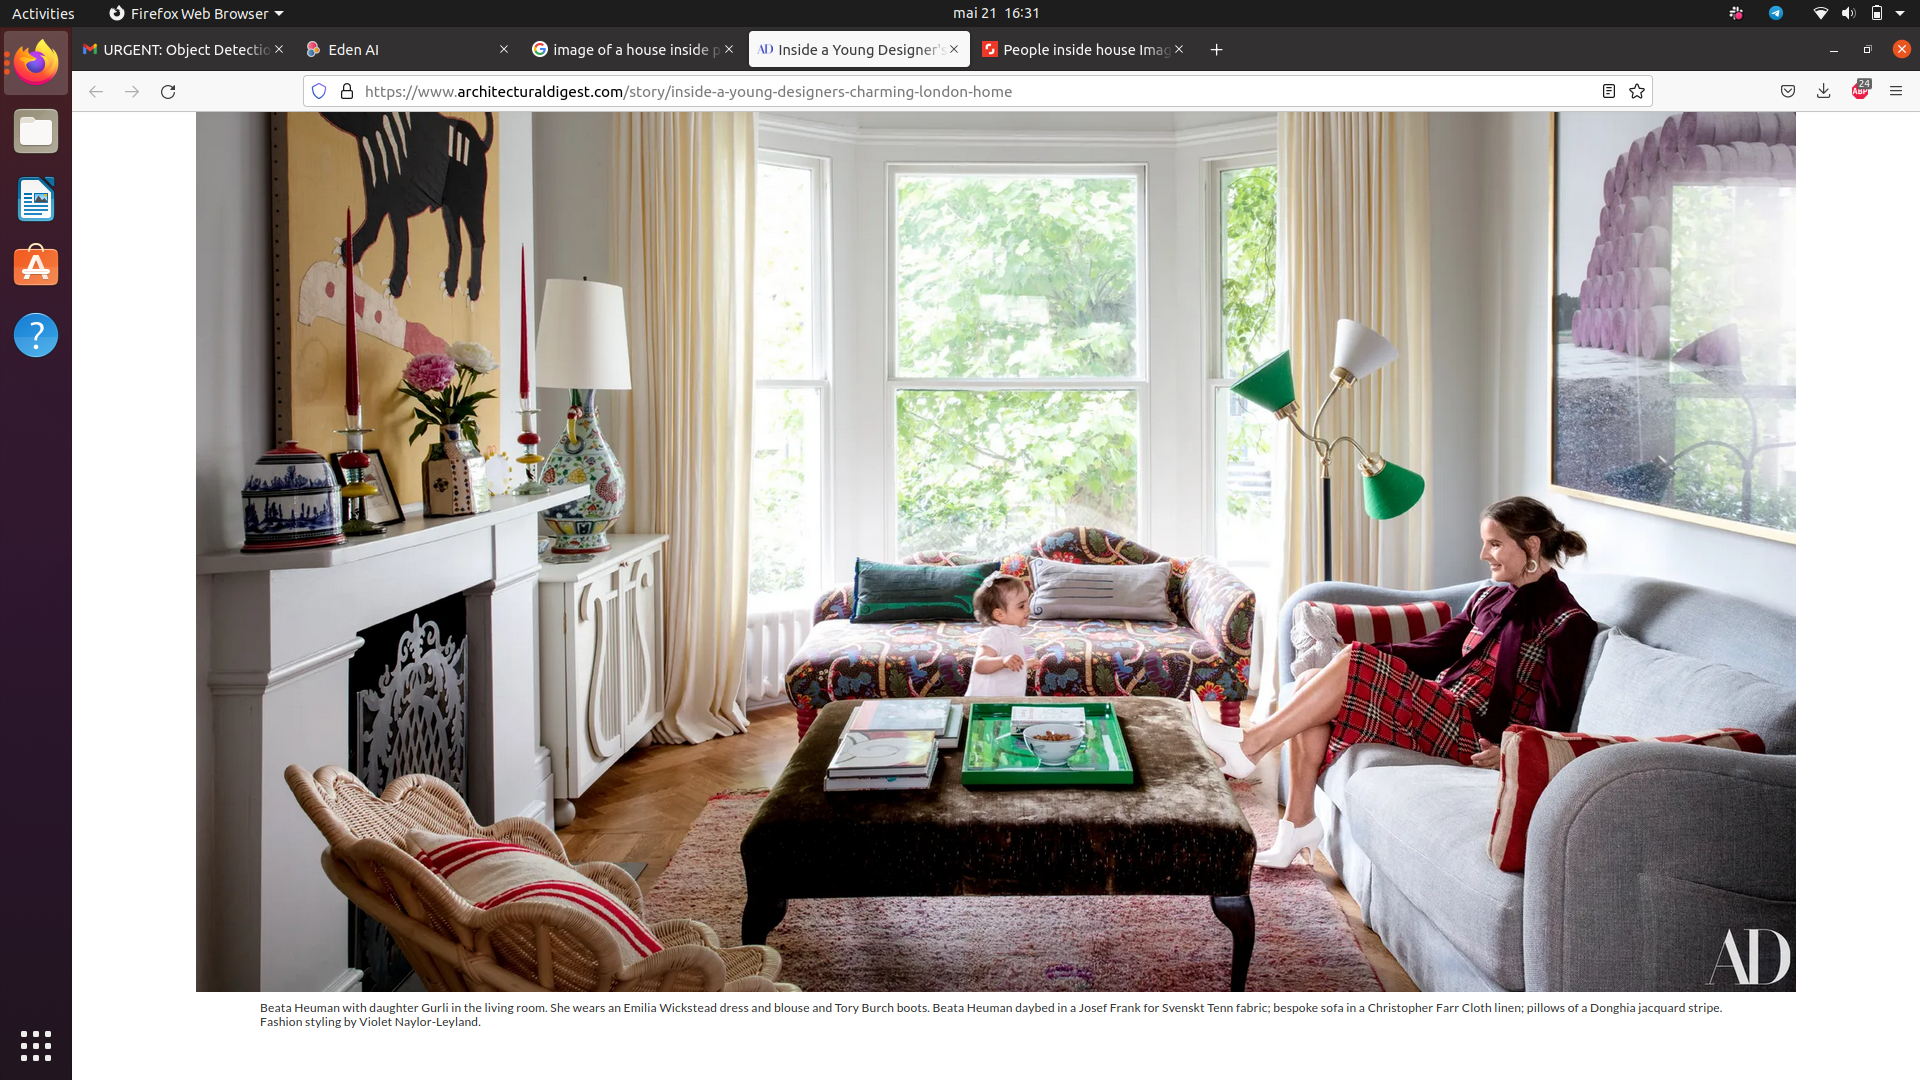 Activities
Firefox Web Browser
mai 21 16:31
URGENT: Object Detectio
Eden AI
image of a house inside p
AD Inside a Young Designer's
People inside house Imag
https://www.architecturaldigest.com/story/inside-a-young-designers-charming-london-home
24
ABP
AD
Beata Heuman with daughter Gurli in the living room. She wears an Emilia Wickstead dress and blouse and Tory Burch boots. Beata Heuman daybed in a Josef Frank for Svenskt Tenn fabric; bespoke sofa in a Christopher Farr Cloth linen; pillows of a Donghia jacquard stripe.
Fashion styling by Violet Naylor-Leyland.